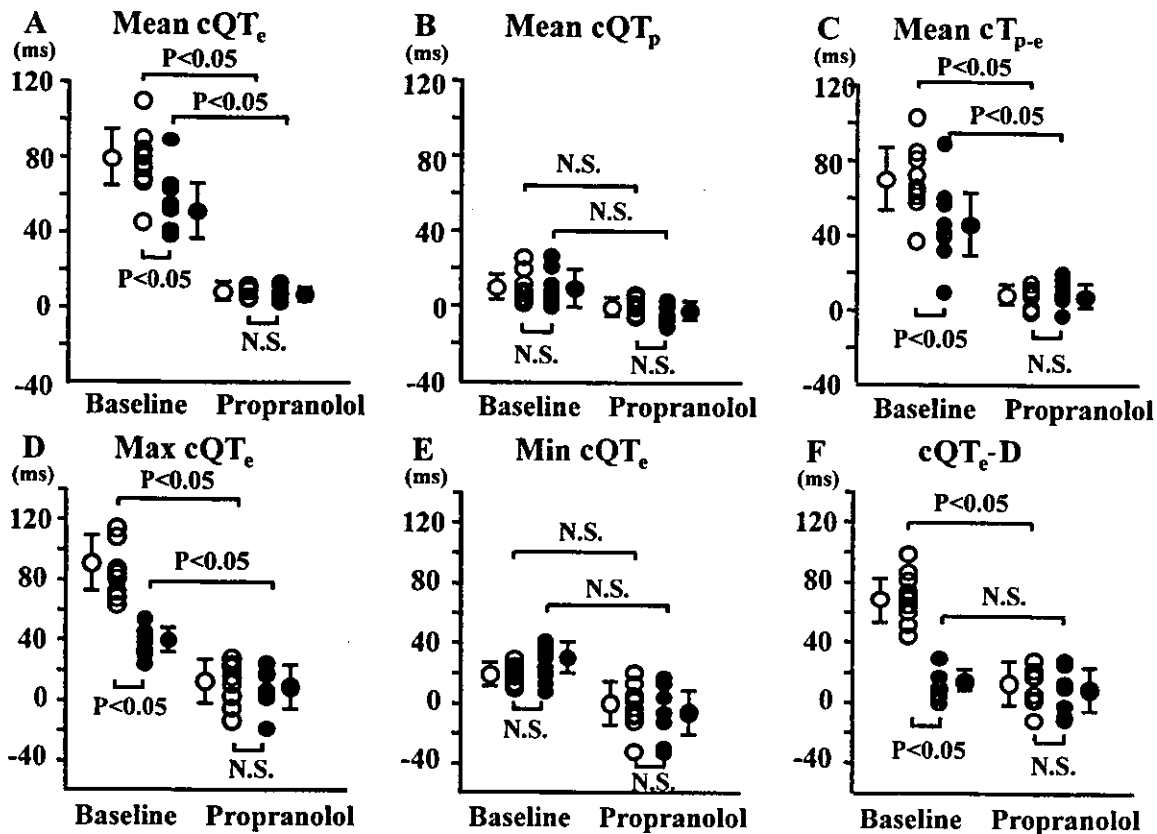 A Mean cQTe
(ms)
P<0.05
P<0.05
120
80
40
0
-40
P<0.05
N.S.
Baseline Propranolol
B Mean cQTp
(ms)
120
80
40
0
-40
N.S.
N.S.
N.S.
N.S.
Baseline Propranolol
C Mean cTp-e
(ms)
P<0.05
P<0.05
120
80
40
0
-40
P<0.05
N.S.
Baseline Propranolol
D Max cQTe
(ms)
P<0.05
P<0.05
120
80
40
0
-40
P<0.05
N.S.
Baseline Propranolol
E Min cQTe
(ms)
120
80
40
0
-40
N.S.
N.S.
N.S.
N.S.
Baseline Propranolol
F cQTe-D
(ms)
P<0.05
N.S.
120
80
40
0
-40
P<0.05
N.S.
Baseline Propranolol